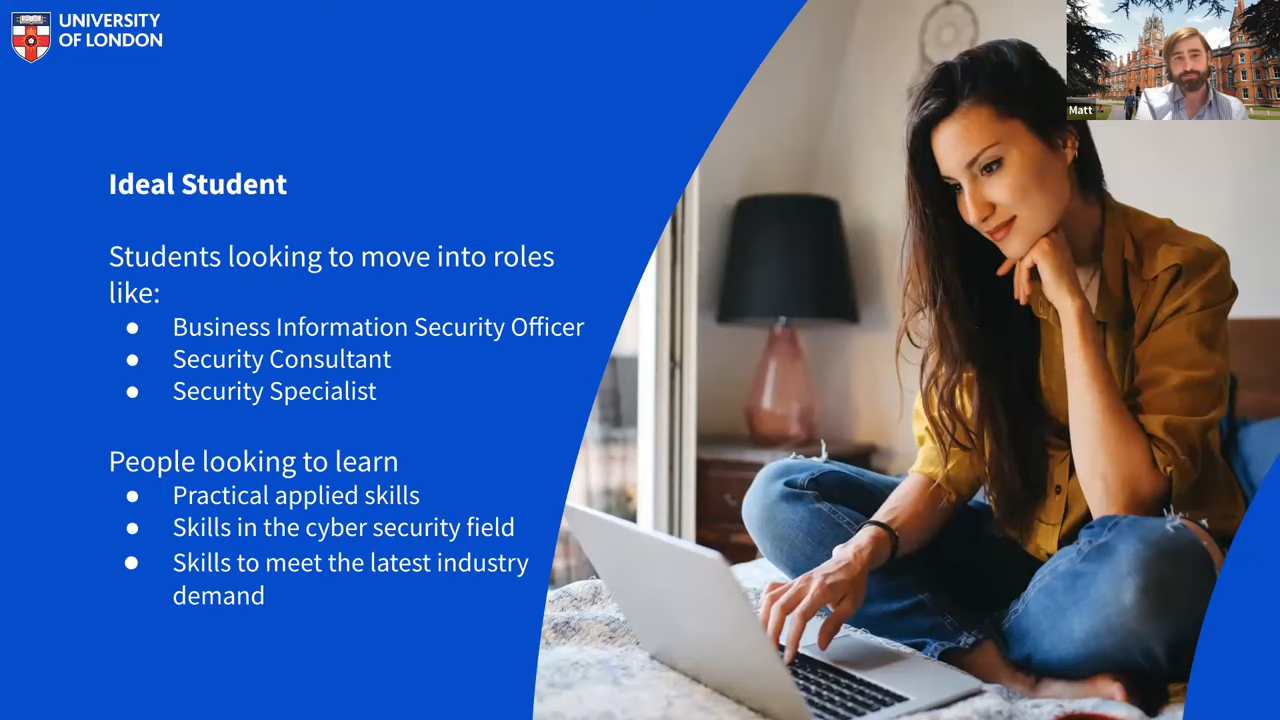 UNIVERSITY
OF LONDON
Matt
Ideal Student
Students looking to move into roles
like:
● Business Information Security Officer
● Security Consultant
● Security Specialist
People looking to learn
● Practical applied skills
● Skills in the cyber security field
● Skills to meet the latest industry
demand